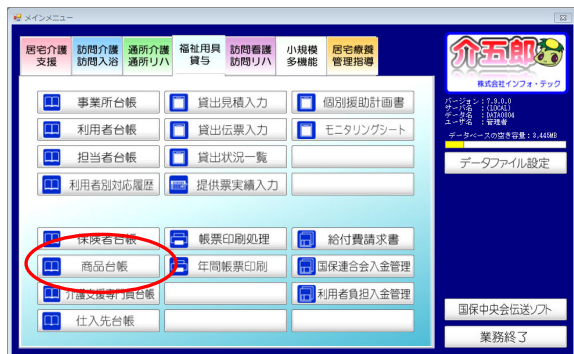 メインメニュー
居宅介護
支援
訪問介護
訪問入浴
通所介護
通所リハ
福祉用具
貸与
訪問看護
訪問リハ
小規模
多機能
居宅療養
管理指導
介五郎
株式会社インフォ・テック
バージョン：7.9.0.0
サーバ名 ：(LOCAL)
データ名 ：DATA0804
ユーザ名 ：管理者
データベースの空き容量：3,445MB
データファイル設定
事業所台帳
貸出見積入力
個別援助計画書
利用者台帳
貸出伝票入力
モニタリングシート
担当者台帳
貸出状況一覧
利用者別対応履歴
提供票実績入力
保険者台帳
帳票印刷処理
給付費請求書
商品台帳
年間帳票印刷
国保連合会入金管理
介護支援専門員台帳
利用者負担入金管理
仕入先台帳
国保中央会伝送ソフト
業務終了